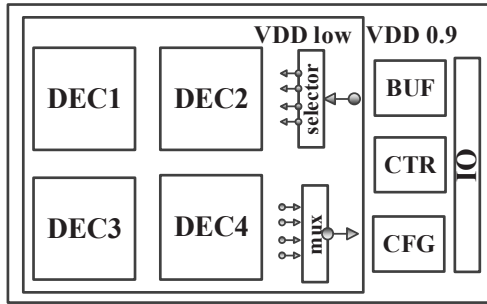 VDD low VDD 0.9
DEC1 DEC2 selector BUF
CTR IO
DEC3 DEC4 mux CFG